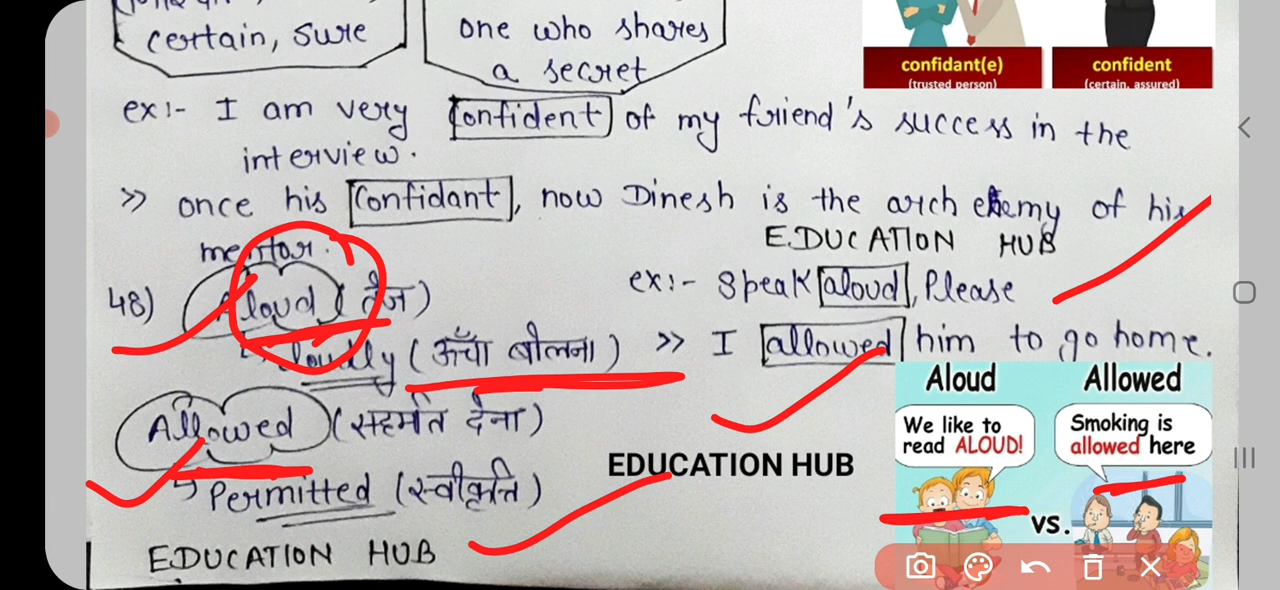 certain, sure
one who shares
a secret
confidant(e)
(trusted person)
confident
(certain, assured)
ex:- I am very confident of my friend's success in the
interview.
>> once his Confidant, now Dinesh is the arch enemy of his
mentor.
EDUCATION HUB
48) Aloud (तेज)
ex:- Speak aloud, Please
Loudly (ऊँचा बोलना)
>> I allowed him to go home.
Allowed (सहमति देना)
Permitted (स्वीकृति)
EDUCATION HUB
EDUCATION HUB
Aloud
Allowed
We like to
read ALOUD!
Smoking is
allowed here
vs.